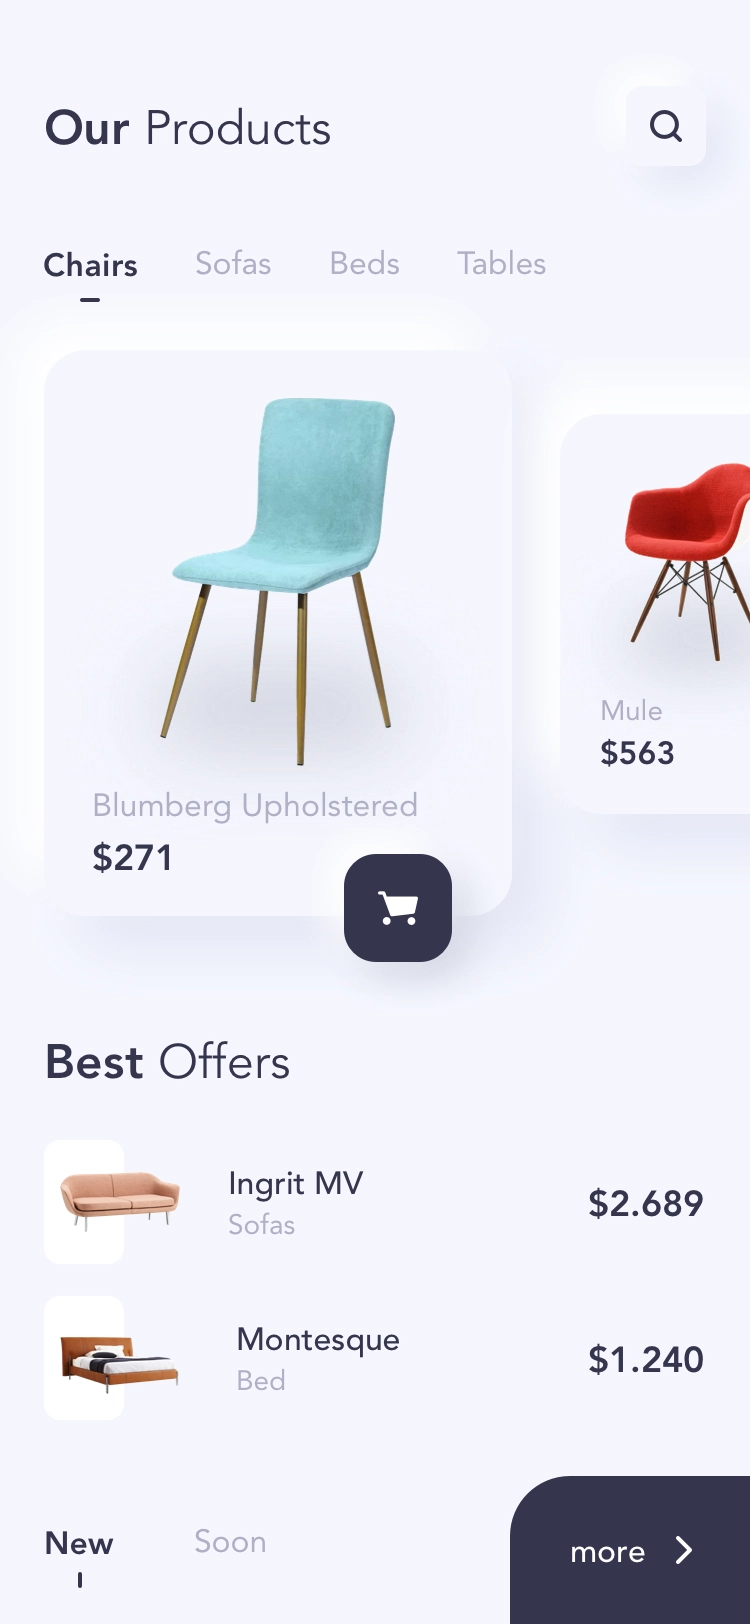 Our Products
Chairs Sofas Beds Tables
Blumberg Upholstered
$271
Mule
$563
Best Offers
Ingrit MV
Sofas
$2.689
Montesque
Bed
$1.240
New Soon
more